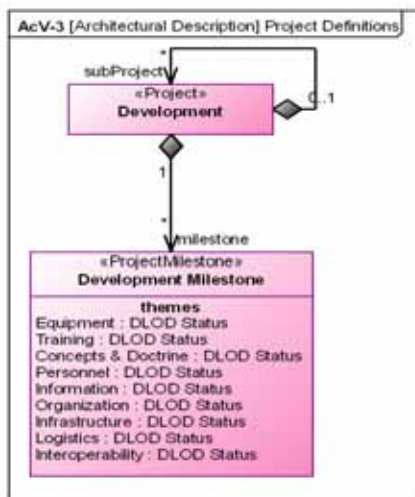 AcV-3 [Architectural Description] Project Definitions
*
subProject
«Project»
Development
0..1
1
*
milestone
«ProjectMilestone»
Development Milestone
themes
Equipment : DLOD Status
Training : DLOD Status
Concepts & Doctrine : DLOD Status
Personnel : DLOD Status
Information : DLOD Status
Organization : DLOD Status
Infrastructure : DLOD Status
Logistics : DLOD Status
Interoperability : DLOD Status